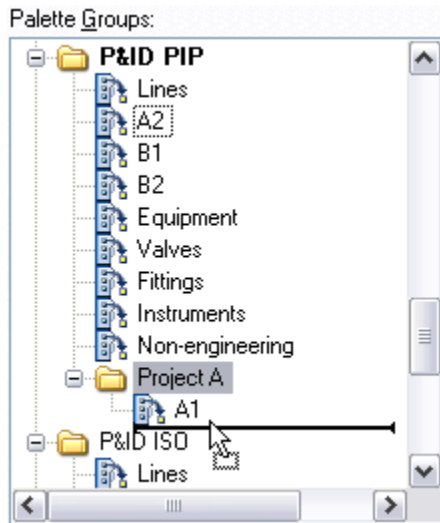 Palette Groups:
P&ID PIP
Lines
A2
B1
B2
Equipment
Valves
Fittings
Instruments
Non-engineering
Project A
A1
P&ID ISO
Lines